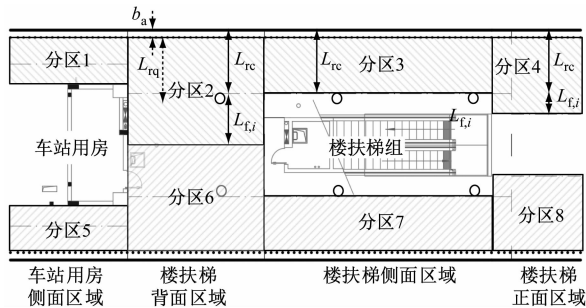 bₐ
分区1
L_rq
分区2
L_rc
L_rc
分区3
分区4
L_rc
L_f,i
L_f,i
L_f,i
车站用房
楼扶梯组
分区5
分区6
分区7
分区8
车站用房
侧面区域
楼扶梯
背面区域
楼扶梯侧面区域
楼扶梯
正面区域